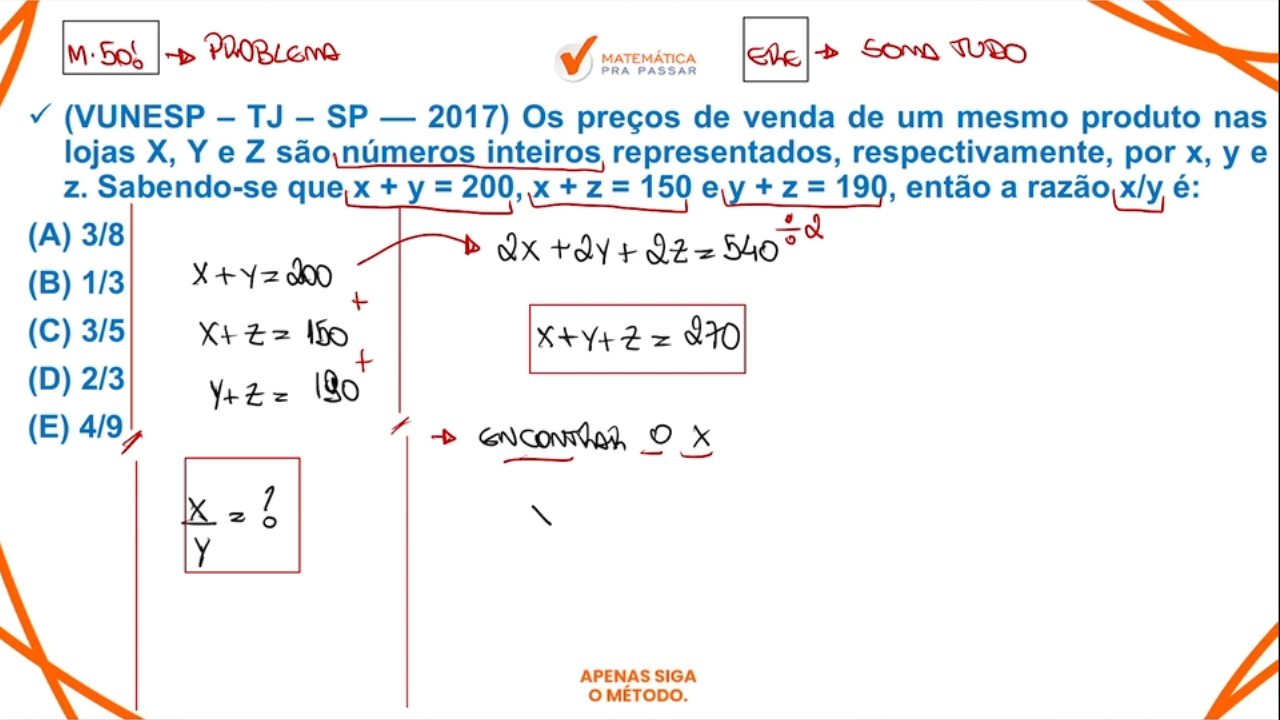 M.50! → PROBLEMA
MATEMÁTICA
PRA PASSAR
ERE → SOMA TUDO
✓ (VUNESP – TJ – SP — 2017) Os preços de venda de um mesmo produto nas
lojas X, Y e Z são números inteiros representados, respectivamente, por x, y e
z. Sabendo-se que x + y = 200, x + z = 150 e y + z = 190, então a razão x/y é:
(A) 3/8
(B) 1/3
(C) 3/5
(D) 2/3
(E) 4/9
X+Y=200
+
X+Z=150
+
Y+Z=190
X/Y = ?
2X+2Y+2Z=540 ÷2
X+Y+Z=270
→ ENCONTRAR O X
APENAS SIGA
O MÉTODO.